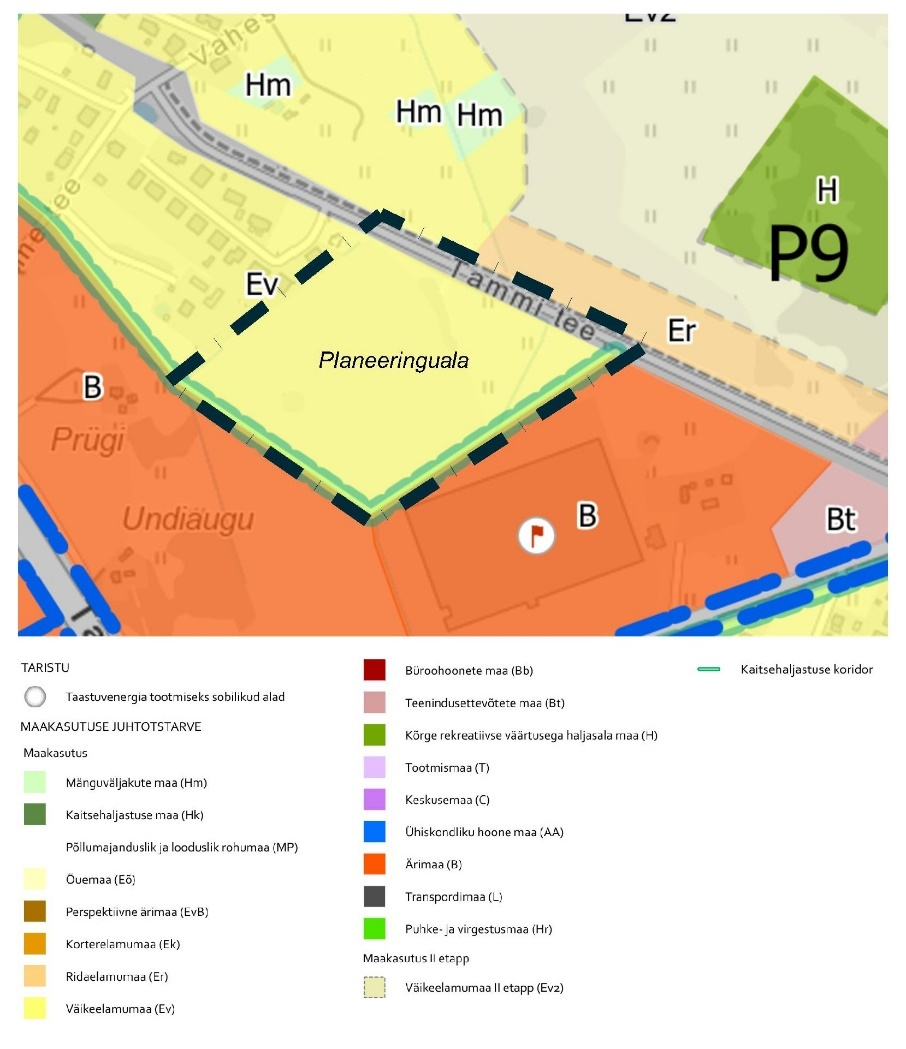 Ev2
Vahes
Hm
Hm
Hm
H
P9
Ev
Tammi tee
Er
Planeeringuala
B
Prügi
Undiaugu
B
Bt
TARISTU
Taastuvenergia tootmiseks sobilikud alad
MAAKASUTUSE JUHTOTSTARVE
Maakasutus
Mänguväljakute maa (Hm)
Kaitsehaljastuse maa (Hk)
Põllumajanduslik ja looduslik rohumaa (MP)
Õuemaa (Eõ)
Perspektiivne ärimaa (EvB)
Korterelamumaa (Ek)
Ridaelamumaa (Er)
Väikeelamumaa (Ev)
Büroohoonete maa (Bb)
Teenindusettevõtete maa (Bt)
Kõrge rekreatiivse väärtusega haljasala maa (H)
Tootmismaa (T)
Keskusemaa (C)
Ühiskondliku hoone maa (AA)
Ärimaa (B)
Transpordimaa (L)
Puhke- ja virgestusmaa (Hr)
Maakasutus II etapp
Väikeelamumaa II etapp (Ev2)
Kaitsehaljastuse koridor